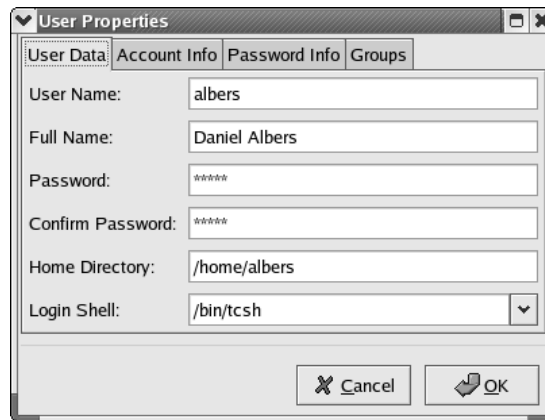 User Properties
User Data Account Info Password Info Groups
User Name: albers
Full Name: Daniel Albers
Password: *****
Confirm Password: *****
Home Directory: /home/albers
Login Shell: /bin/tcsh
Cancel OK